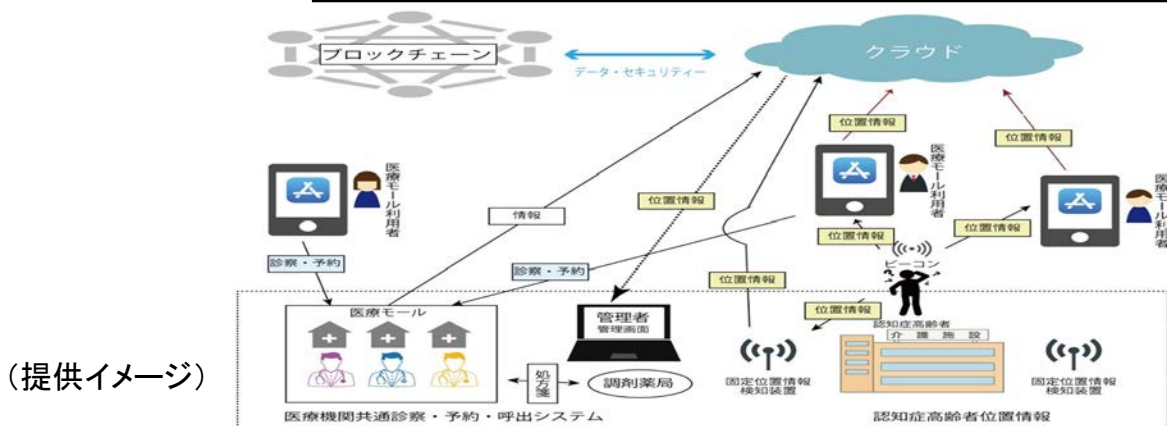 ブロックチェーン
データ・セキュリティー
クラウド
位置情報
位置情報
医療モール利用者
医療モール利用者
医療モール利用者
情報
位置情報
位置情報
位置情報
ビーコン
診察・予約
診察・予約
位置情報
位置情報
認知症高齢者
医療モール
管理者
管理画面
介護施設
処方箋
調剤薬局
固定位置情報
検知装置
固定位置情報
検知装置
(提供イメージ)
医療機関共通診察・予約・呼出システム
認知症高齢者位置情報